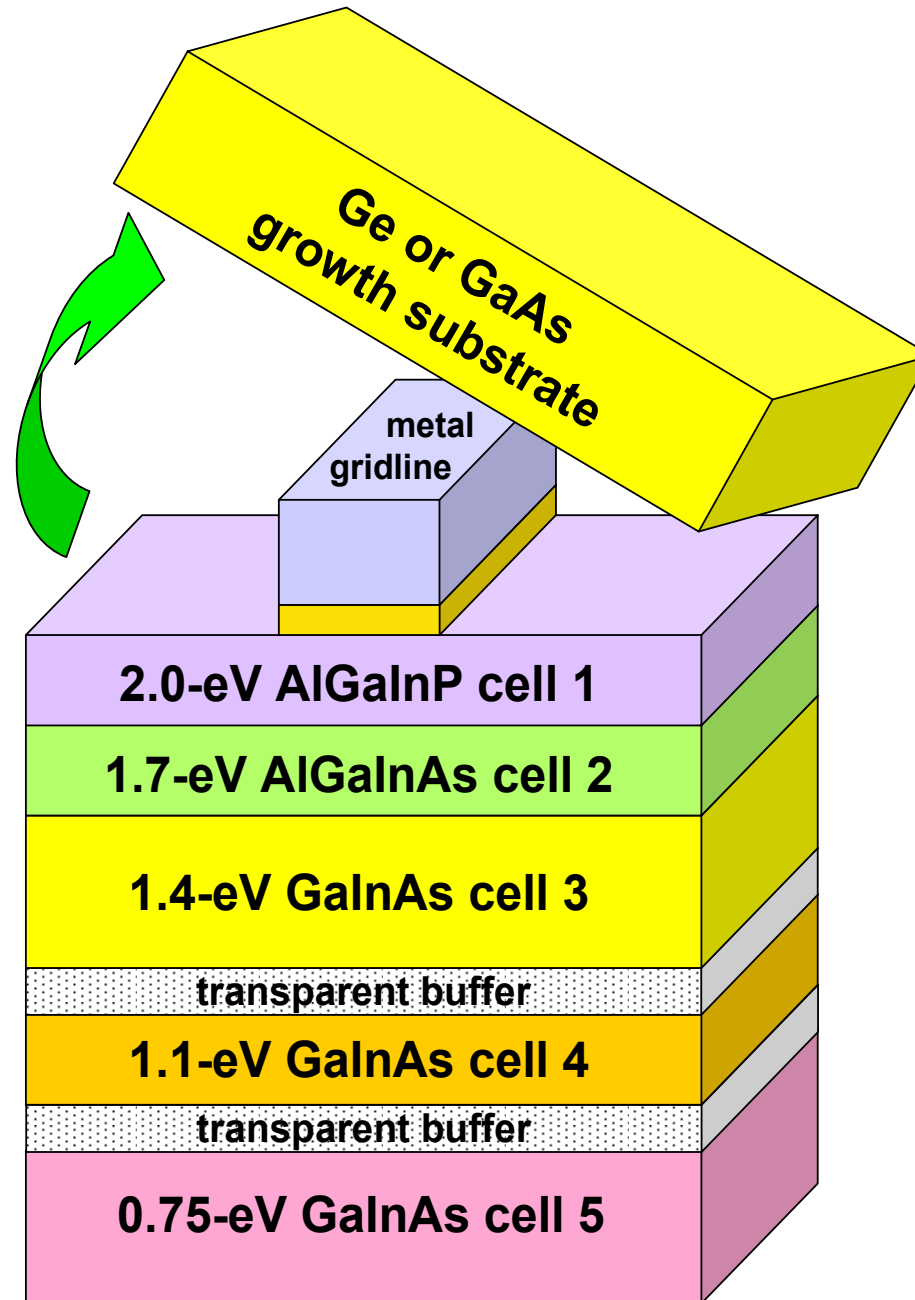 Ge or GaAs
growth substrate
metal
gridline
2.0-eV AlGaInP cell 1
1.7-eV AlGaInAs cell 2
1.4-eV GaInAs cell 3
transparent buffer
1.1-eV GaInAs cell 4
transparent buffer
0.75-eV GaInAs cell 5